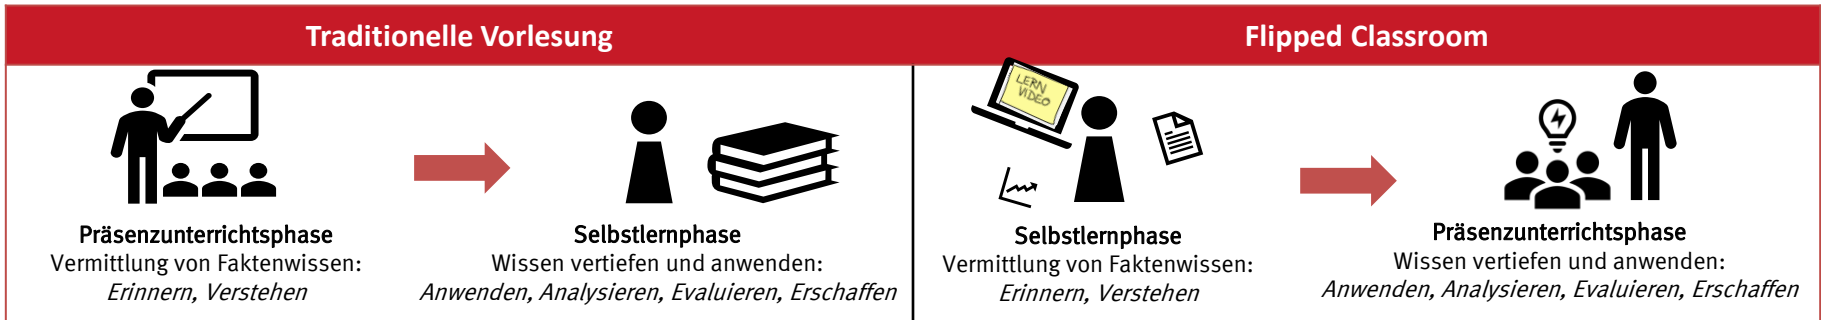 Traditionelle Vorlesung
Präsenzunterrichtsphase
Vermittlung von Faktenwissen:
Erinnern, Verstehen
Selbstlernphase
Wissen vertiefen und anwenden:
Anwenden, Analysieren, Evaluieren, Erschaffen
Flipped Classroom
LERN
VIDEO
Selbstlernphase
Vermittlung von Faktenwissen:
Erinnern, Verstehen
Präsenzunterrichtsphase
Wissen vertiefen und anwenden:
Anwenden, Analysieren, Evaluieren, Erschaffen